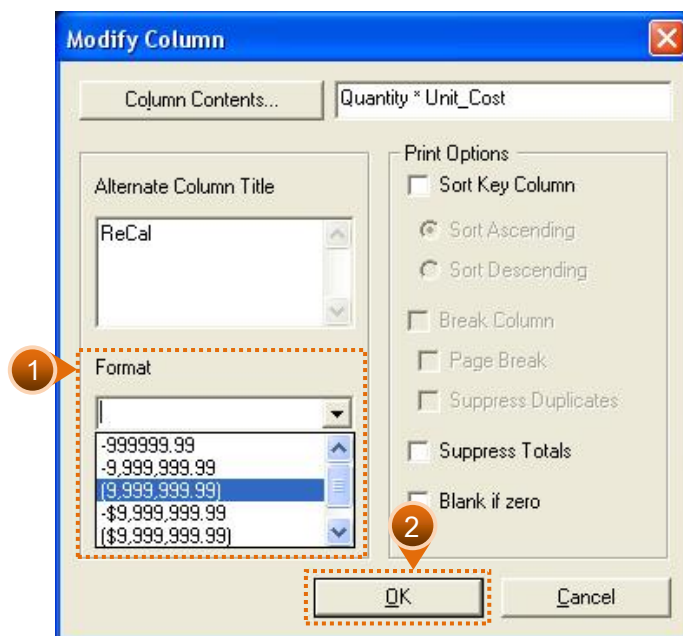 Modify Column
Column Contents...
Quantity * Unit_Cost
Alternate Column Title
ReCal
1
Format
-999999.99
-9,999,999.99
(9,999,999.99)
-$9,999,999.99
($9,999,999.99)
Print Options
Sort Key Column
Sort Ascending
Sort Descending
Break Column
Page Break
Suppress Duplicates
Suppress Totals
Blank if zero
2
OK
Cancel